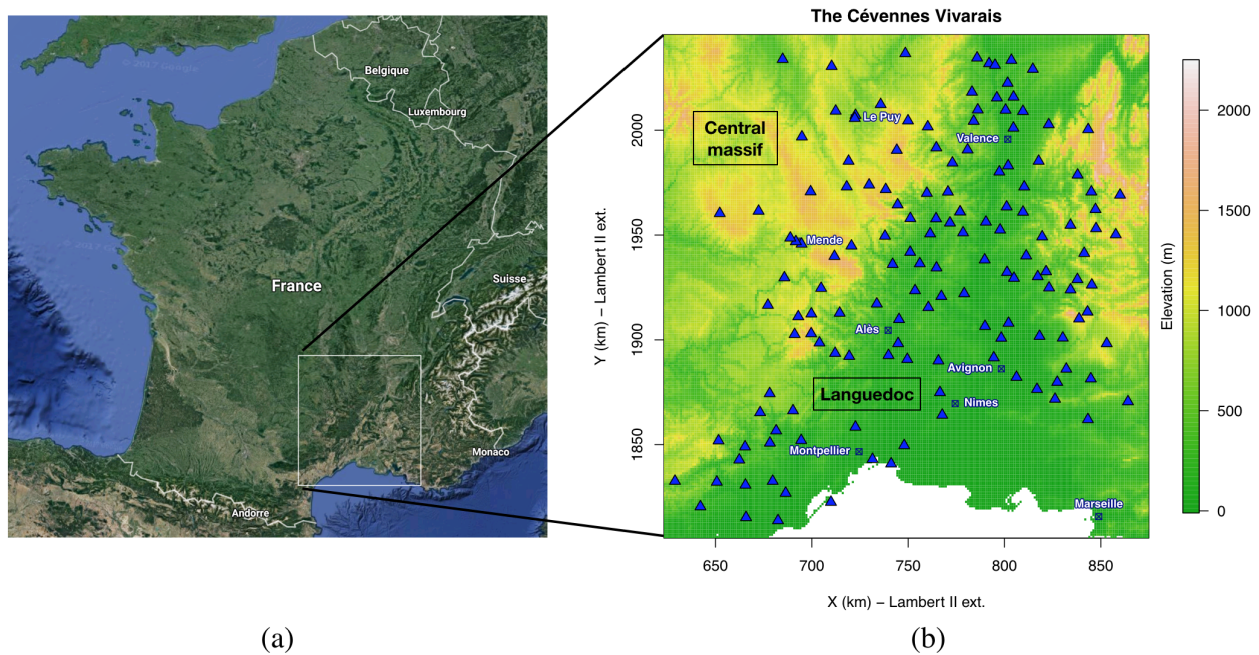 © 2017 Google
Belgique
Luxembourg
France
Suisse
Monaco
Andorre
(a)
The Cévennes Vivarais
Central
massif
Le Puy
Valence
Mende
Alès
Avignon
Languedoc
Nimes
Montpellier
Marseille
2000
1950
1900
1850
Y (km) – Lambert II ext.
650 700 750 800 850
X (km) – Lambert II ext.
2000
1500
1000
500
0
Elevation (m)
(b)